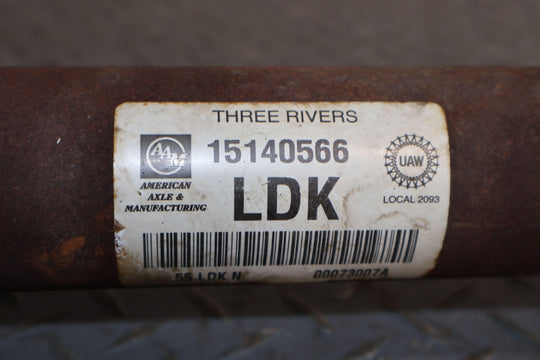 THREE RIVERS
AAM
15140566
UAW
AMERICAN
AXLE &
MANUFACTURING
LDK
LOCAL 2093
55 LDK N 00073007A